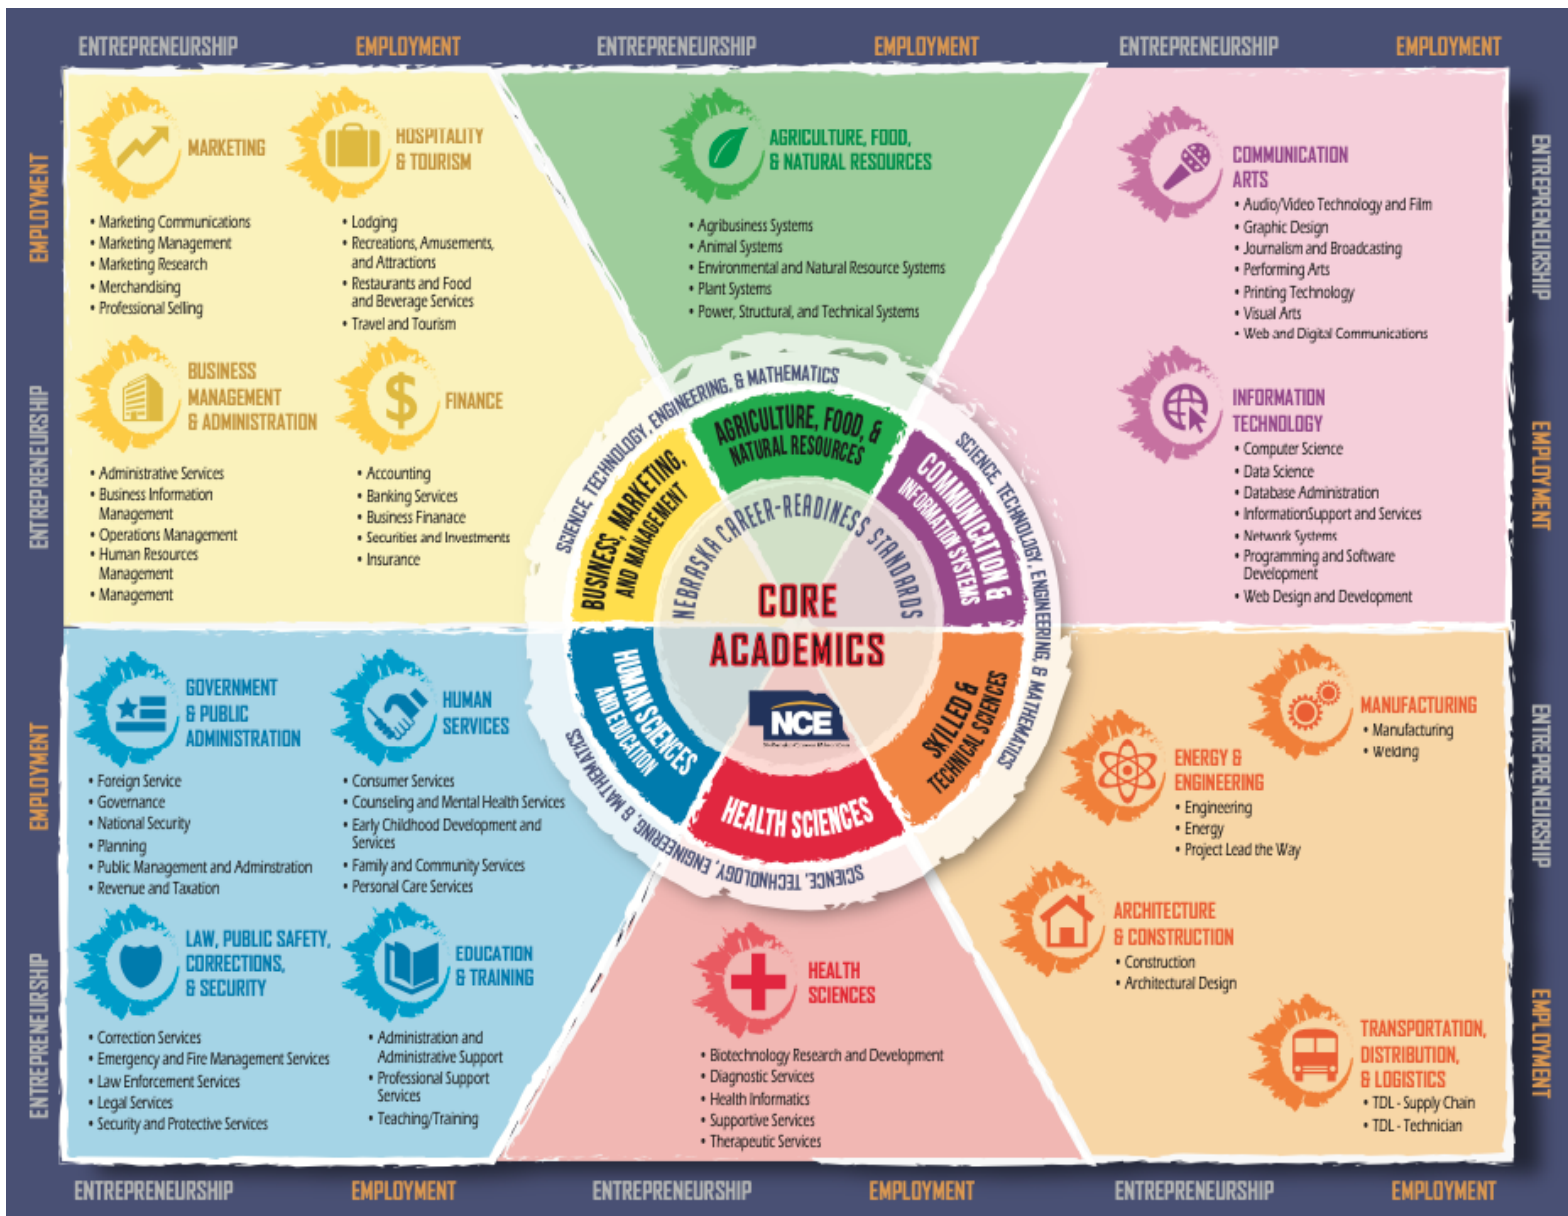 ENTREPRENEURSHIP
EMPLOYMENT
ENTREPRENEURSHIP
EMPLOYMENT
ENTREPRENEURSHIP
EMPLOYMENT
EMPLOYMENT
ENTREPRENEURSHIP
EMPLOYMENT
ENTREPRENEURSHIP
MARKETING
• Marketing Communications
• Marketing Management
• Marketing Research
• Merchandising
• Professional Selling
HOSPITALITY
& TOURISM
• Lodging
• Recreations, Amusements,
and Attractions
• Restaurants and Food
and Beverage Services
• Travel and Tourism
BUSINESS
MANAGEMENT
& ADMINISTRATION
• Administrative Services
• Business Information
Management
• Operations Management
• Human Resources
Management
• Management
$
FINANCE
• Accounting
• Banking Services
• Business Finanace
• Securities and Investments
• Insurance
AGRICULTURE, FOOD,
& NATURAL RESOURCES
• Agribusiness Systems
• Animal Systems
• Environmental and Natural Resource Systems
• Plant Systems
• Power, Structural, and Technical Systems
COMMUNICATION
ARTS
• Audio/Video Technology and Film
• Graphic Design
• Journalism and Broadcasting
• Performing Arts
• Printing Technology
• Visual Arts
• Web and Digital Communications
INFORMATION
TECHNOLOGY
• Computer Science
• Data Science
• Database Administration
• InformationSupport and Services
• Network Systems
• Programming and Software
Development
• Web Design and Development
SCIENCE, TECHNOLOGY, ENGINEERING, & MATHEMATICS
SCIENCE, TECHNOLOGY, ENGINEERING, & MATHEMATICS
SCIENCE, TECHNOLOGY, ENGINEERING, & MATHEMATICS
AGRICULTURE, FOOD, &
NATURAL RESOURCES
COMMUNICATION &
INFORMATION SYSTEMS
SKILLED &
TECHNICAL SCIENCES
HEALTH SCIENCES
HUMAN SCIENCES
AND EDUCATION
BUSINESS, MARKETING,
AND MANAGEMENT
NEBRASKA CAREER-READINESS STANDARDS
CORE
ACADEMICS
NCE
GOVERNMENT
& PUBLIC
ADMINISTRATION
• Foreign Service
• Governance
• National Security
• Planning
• Public Management and Adminstration
• Revenue and Taxation
HUMAN
SERVICES
• Consumer Services
• Counseling and Mental Health Services
• Early Childhood Development and
Services
• Family and Community Services
• Personal Care Services
LAW, PUBLIC SAFETY,
CORRECTIONS,
& SECURITY
• Correction Services
• Emergency and Fire Management Services
• Law Enforcement Services
• Legal Services
• Security and Protective Services
EDUCATION
& TRAINING
• Administration and
Administrative Support
• Professional Support
Services
• Teaching/Training
HEALTH
SCIENCES
• Biotechnology Research and Development
• Diagnostic Services
• Health Informatics
• Supportive Services
• Therapeutic Services
MANUFACTURING
• Manufacturing
• Welding
ENERGY &
ENGINEERING
• Engineering
• Energy
• Project Lead the Way
ARCHITECTURE
& CONSTRUCTION
• Construction
• Architectural Design
TRANSPORTATION,
DISTRIBUTION,
& LOGISTICS
• TDL - Supply Chain
• TDL - Technician
ENTREPRENEURSHIP
EMPLOYMENT
ENTREPRENEURSHIP
EMPLOYMENT
ENTREPRENEURSHIP
EMPLOYMENT
ENTREPRENEURSHIP
EMPLOYMENT
ENTREPRENEURSHIP
EMPLOYMENT